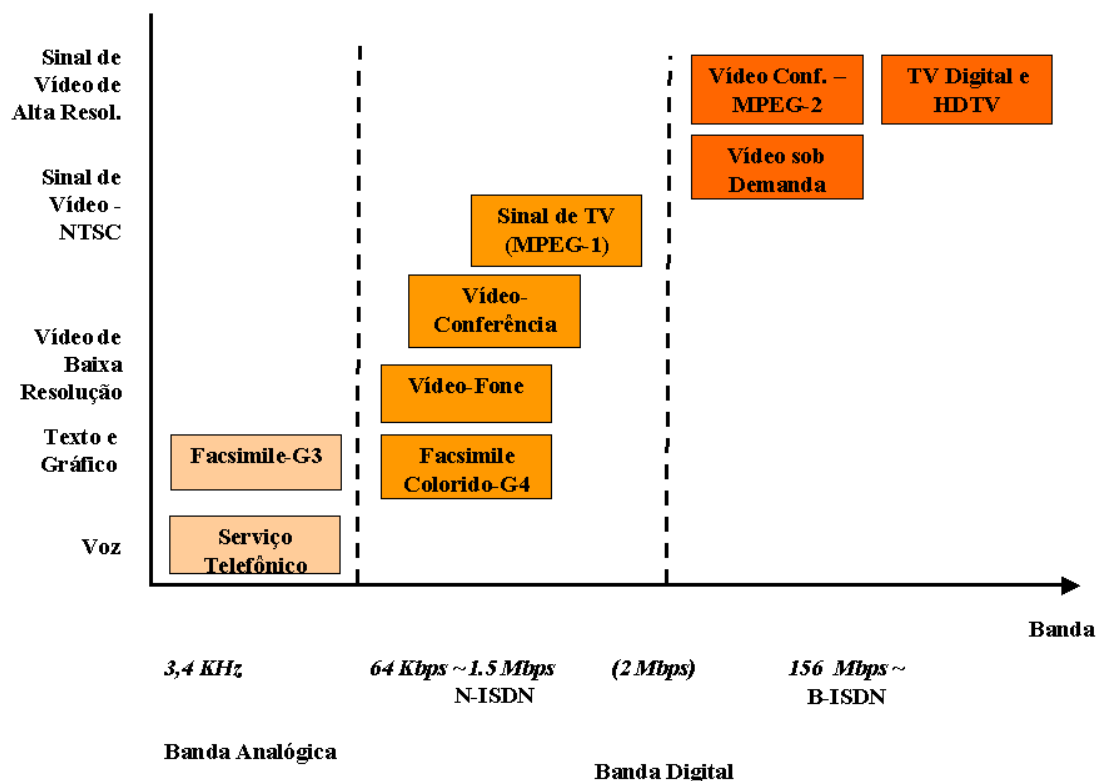 Sinal de
Vídeo de
Alta Resol.
Vídeo Conf. –
MPEG-2
TV Digital e
HDTV
Vídeo sob
Demanda
Sinal de
Vídeo -
NTSC
Sinal de TV
(MPEG-1)
Vídeo-
Conferência
Vídeo de
Baixa
Resolução
Vídeo-Fone
Texto e
Gráfico
Facsimile-G3
Facsimile
Colorido-G4
Voz
Serviço
Telefônico
Banda
3,4 KHz
64 Kbps ~ 1.5 Mbps
N-ISDN
(2 Mbps)
156 Mbps ~
B-ISDN
Banda Analógica
Banda Digital